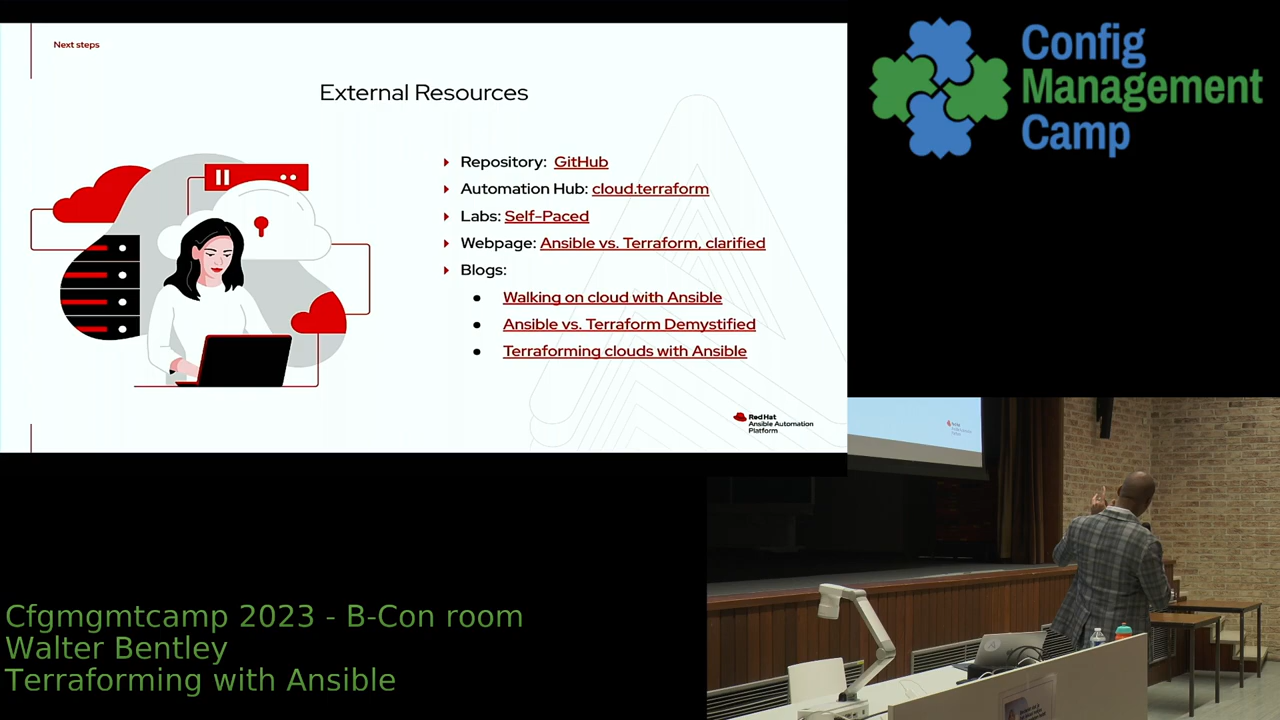 Next steps
External Resources
Repository: GitHub
Automation Hub: cloud.terraform
Labs: Self-Paced
Webpage: Ansible vs. Terraform, clarified
Blogs:
Walking on cloud with Ansible
Ansible vs. Terraform Demystified
Terraforming clouds with Ansible
Red Hat
Ansible Automation
Platform
Config
Management
Camp
Cfgmgmtcamp 2023 - B-Con room
Walter Bentley
Terraforming with Ansible